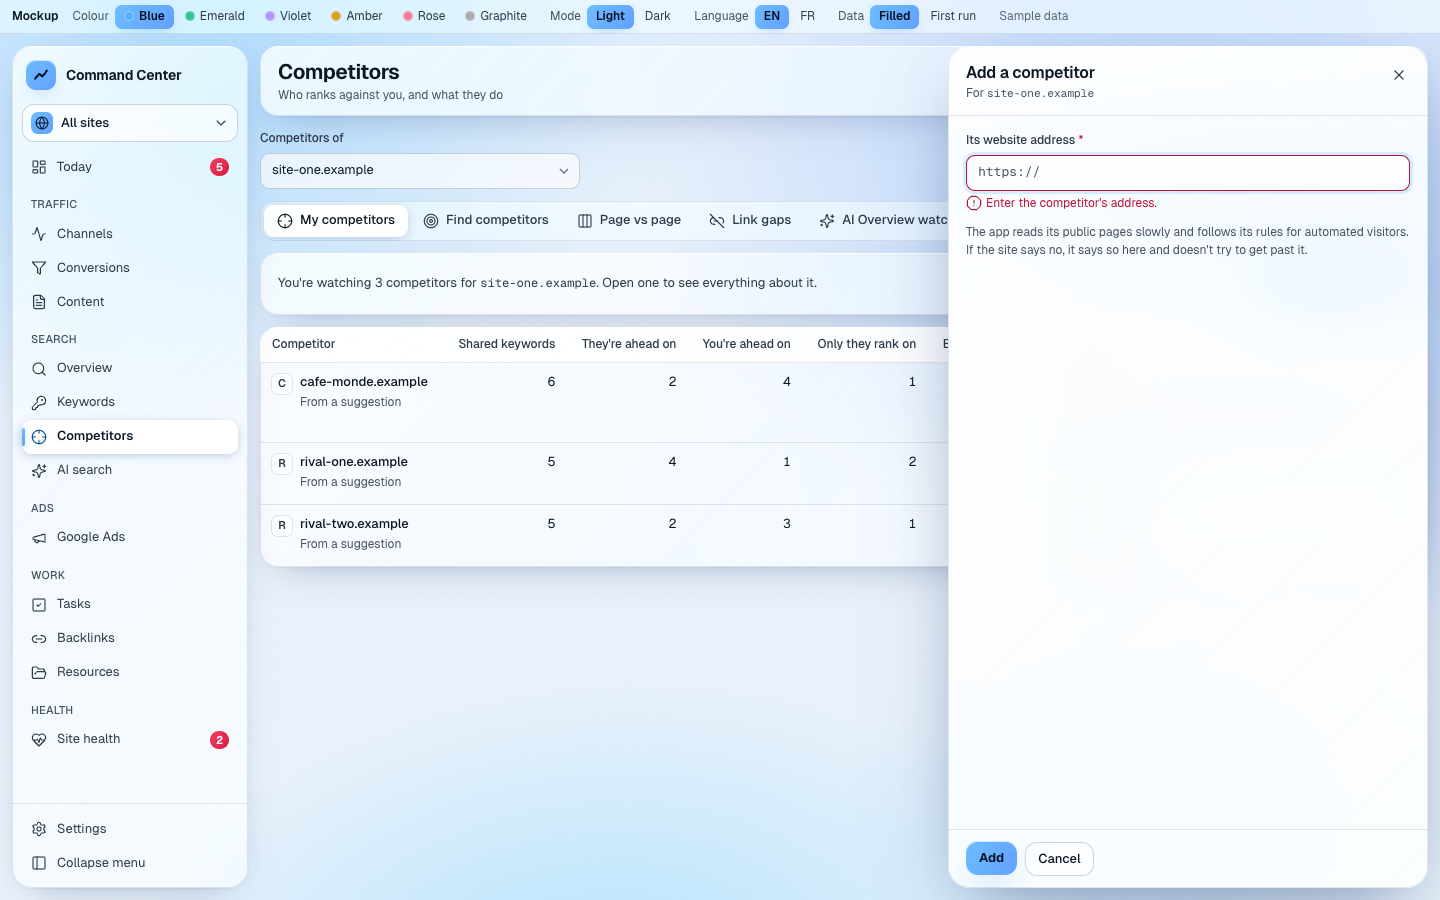 Mockup Colour Blue Emerald Violet Amber Rose Graphite Mode Light Dark Language EN FR Data Filled First run Sample data
Command Center
All sites
Today 5
TRAFFIC
Channels
Conversions
Content
SEARCH
Overview
Keywords
Competitors
AI search
ADS
Google Ads
WORK
Tasks
Backlinks
Resources
HEALTH
Site health 2
Settings
Collapse menu
Competitors
Who ranks against you, and what they do
Competitors of
site-one.example
My competitors Find competitors Page vs page Link gaps AI Overview watc
You're watching 3 competitors for site-one.example. Open one to see everything about it.
Competitor Shared keywords They're ahead on You're ahead on Only they rank on
C cafe-monde.example 6 2 4 1
From a suggestion
R rival-one.example 5 4 1 2
From a suggestion
R rival-two.example 5 2 3 1
From a suggestion
Add a competitor
For site-one.example
Its website address *
https://
Enter the competitor's address.
The app reads its public pages slowly and follows its rules for automated visitors.
If the site says no, it says so here and doesn't try to get past it.
Add Cancel